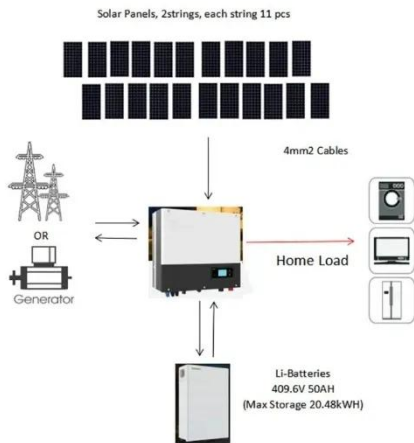 Solar Panels, 2strings, each string 11 pcs
4mm2 Cables
OR
Generator
Home Load
Li-Batteries
409.6V 50AH
(Max Storage 20.48kWH)